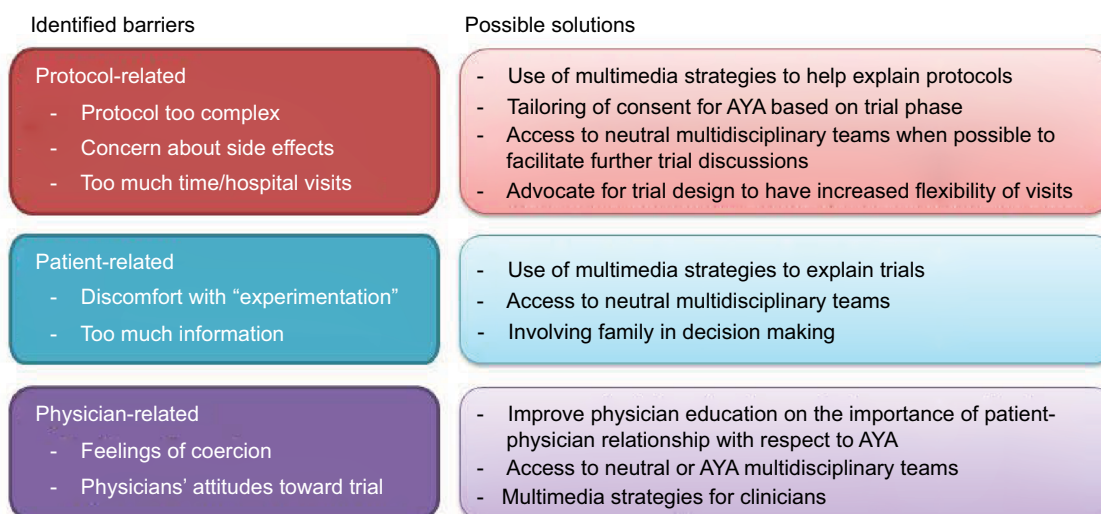 Identified barriers
Possible solutions
Protocol-related
- Protocol too complex
- Concern about side effects
- Too much time/hospital visits
- Use of multimedia strategies to help explain protocols
- Tailoring of consent for AYA based on trial phase
- Access to neutral multidisciplinary teams when possible to
facilitate further trial discussions
- Advocate for trial design to have increased flexibility of visits
Patient-related
- Discomfort with “experimentation”
- Too much information
- Use of multimedia strategies to explain trials
- Access to neutral multidisciplinary teams
- Involving family in decision making
Physician-related
- Feelings of coercion
- Physicians’ attitudes toward trial
- Improve physician education on the importance of patient-
physician relationship with respect to AYA
- Access to neutral or AYA multidisciplinary teams
- Multimedia strategies for clinicians